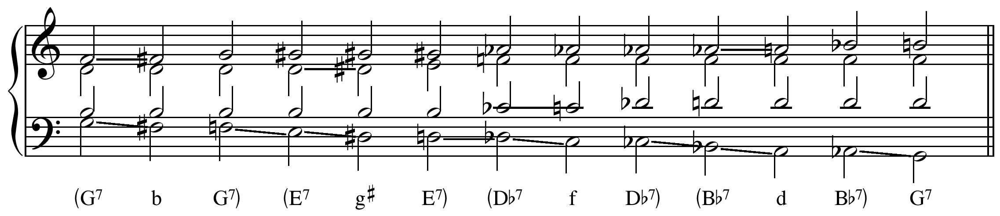 (G⁷ b G⁷) (E⁷ g♯ E⁷) (D♭⁷ f D♭⁷) (B♭⁷ d B♭⁷) G⁷